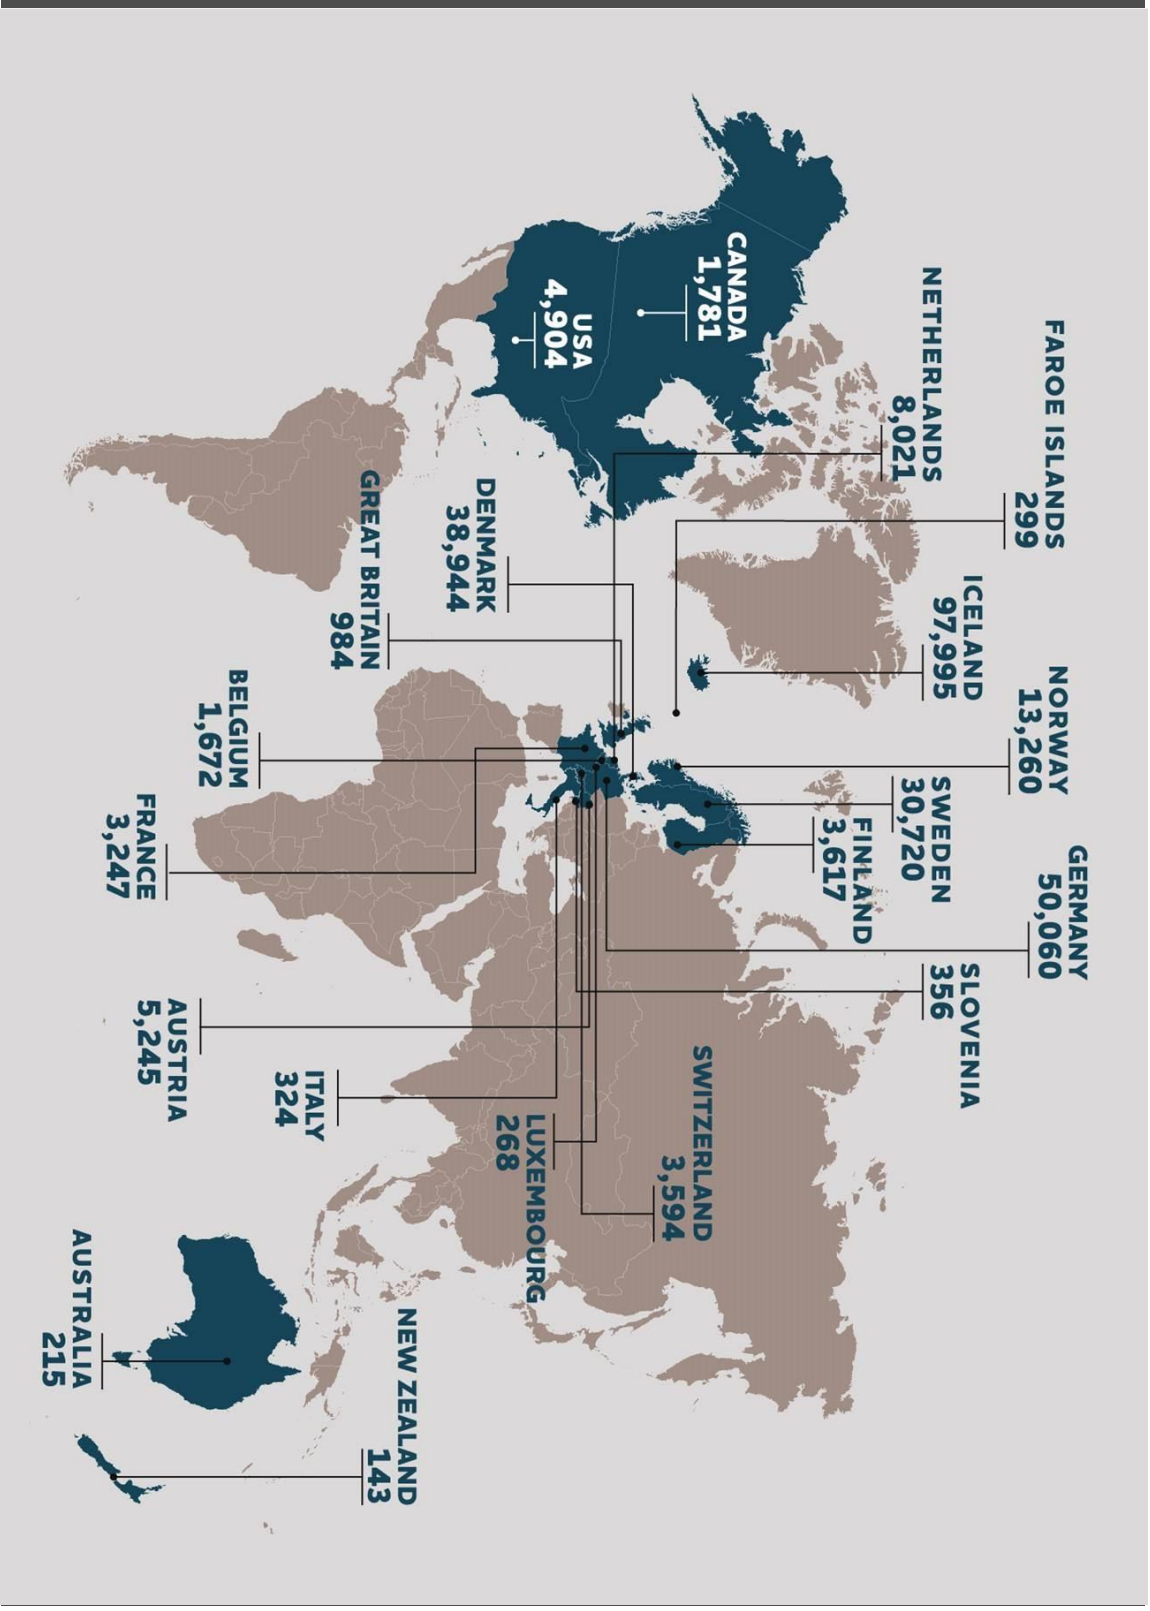 CANADA
1,781
USA
4,904
NETHERLANDS
8,021
FAROE ISLANDS
299
ICELAND
97,995
NORWAY
13,260
SWEDEN
30,720
FINLAND
3,617
GERMANY
50,060
SLOVENIA
356
SWITZERLAND
3,594
DENMARK
38,944
GREAT BRITAIN
984
BELGIUM
1,672
FRANCE
3,247
AUSTRIA
5,245
ITALY
324
LUXEMBOURG
268
NEW ZEALAND
143
AUSTRALIA
215